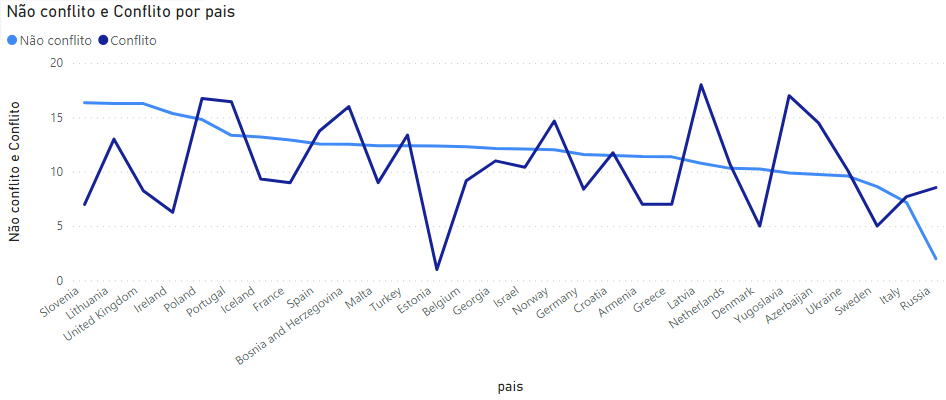 Não conflito e Conflito por pais
Não conflito Conflito
Não conflito e Conflito
20
15
10
5
0
Slovenia
Lithuania
United Kingdom
Ireland
Poland
Portugal
Iceland
France
Spain
Bosnia and Herzegovina
Malta
Turkey
Estonia
Belgium
Georgia
Israel
Norway
Germany
Croatia
Armenia
Greece
Latvia
Netherlands
Denmark
Yugoslavia
Azerbaijan
Ukraine
Sweden
Italy
Russia
pais